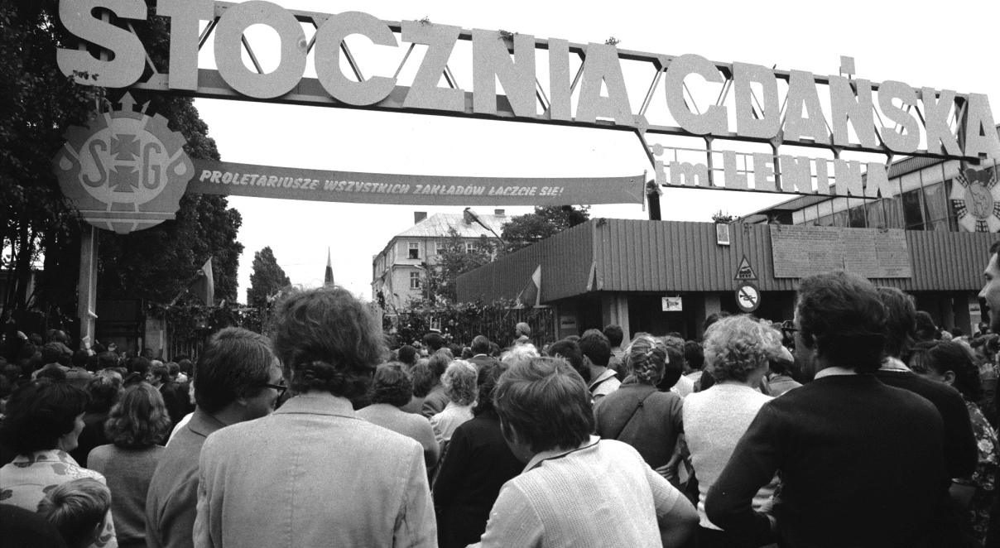 STOCZNIA GDAŃSKA
im LENINA
SG
PROLETARIUSZE WSZYSTKICH ZAKŁADÓW ŁĄCZCIE SIĘ!